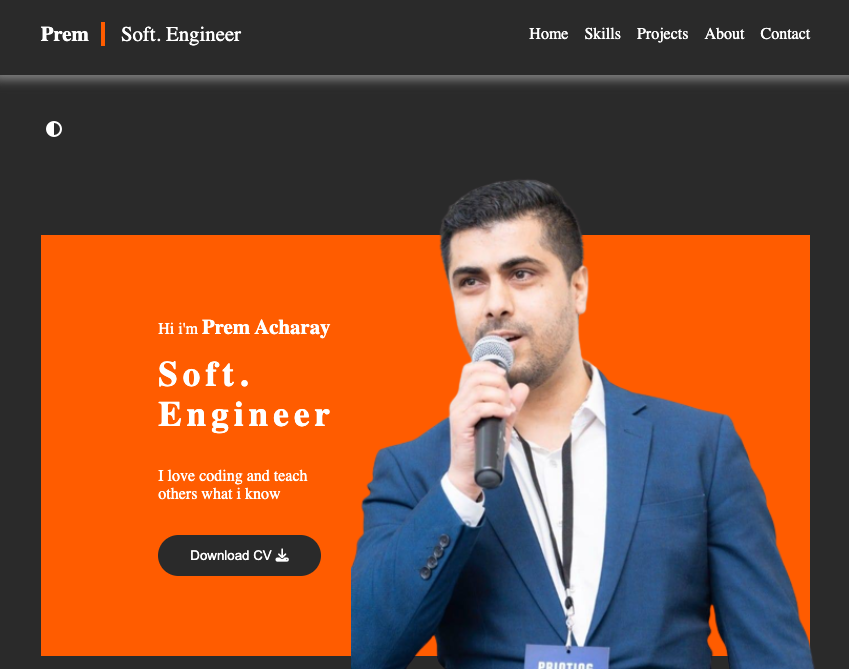 Prem Soft. Engineer Home Skills Projects About Contact
Hi i'm Prem Acharay
Soft.
Engineer
I love coding and teach
others what i know
Download CV